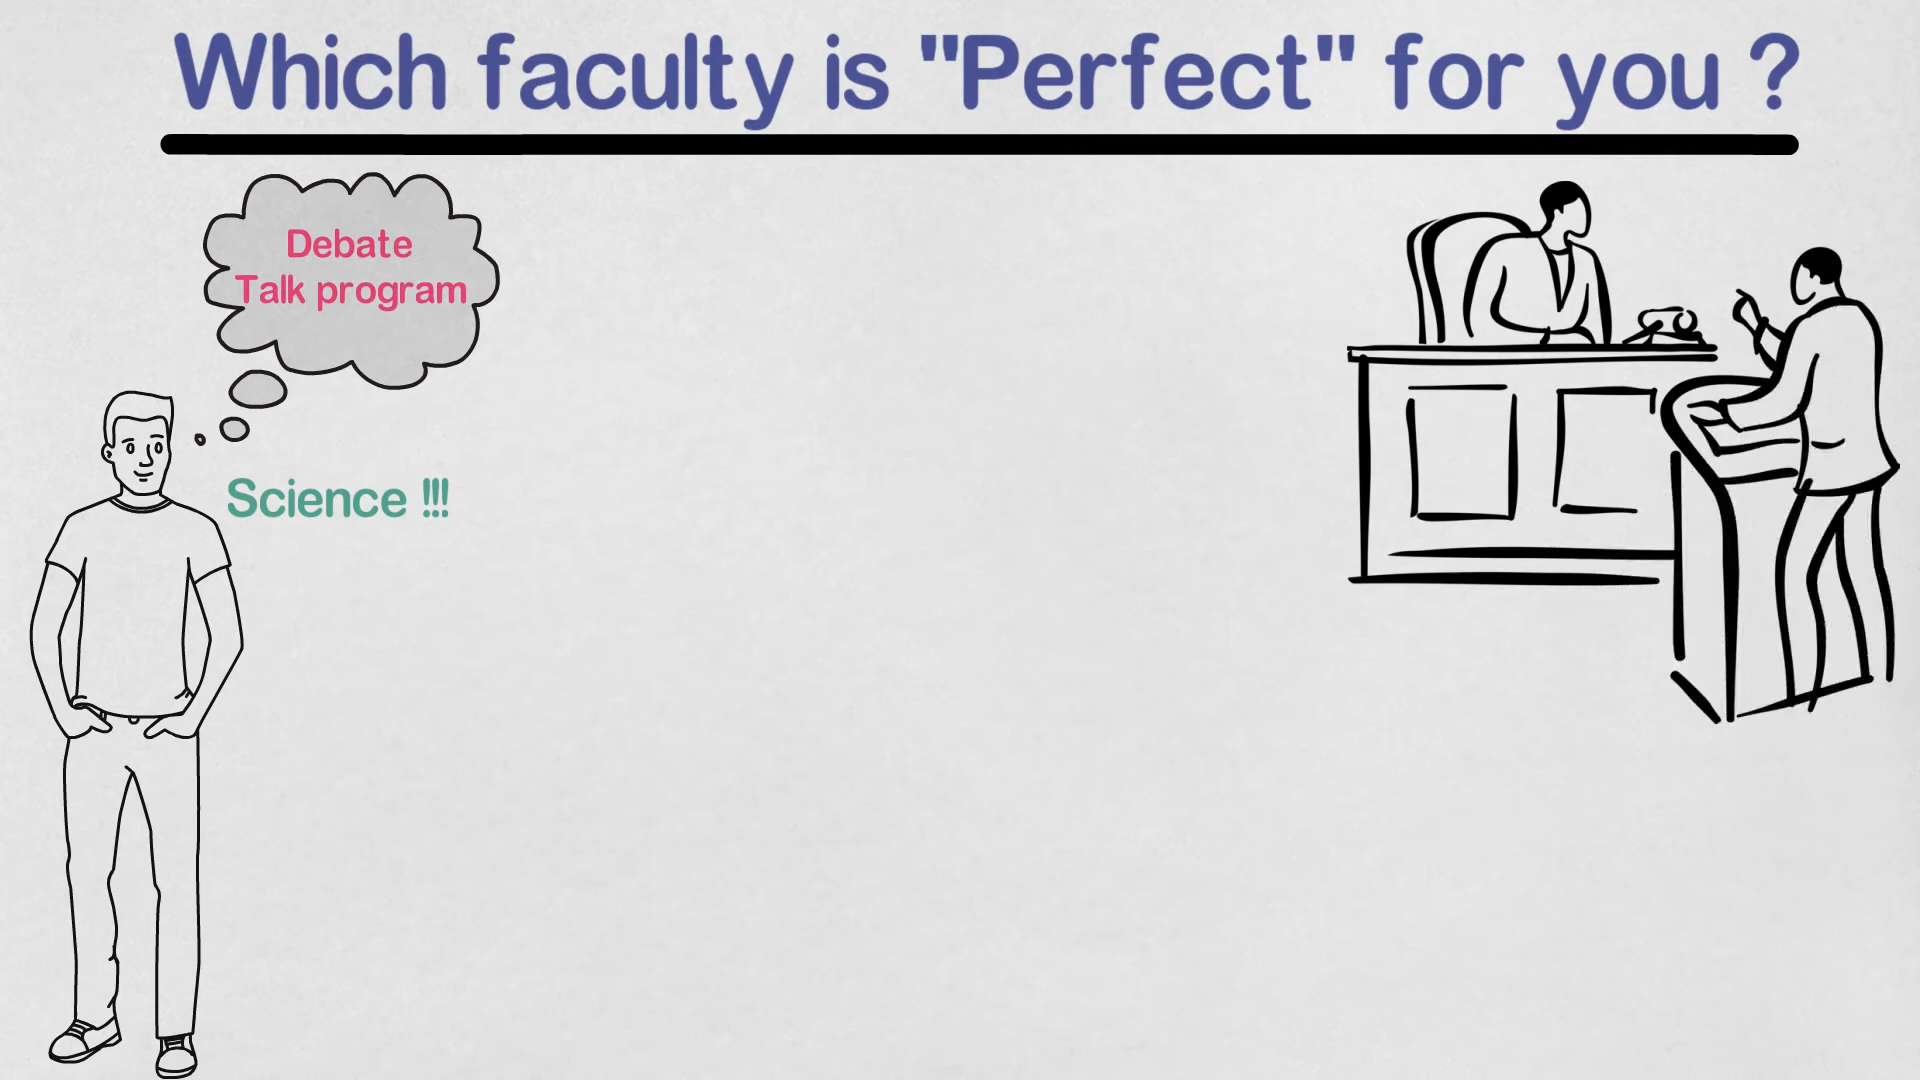 Which faculty is "Perfect" for you ?
Debate
Talk program
Science !!!